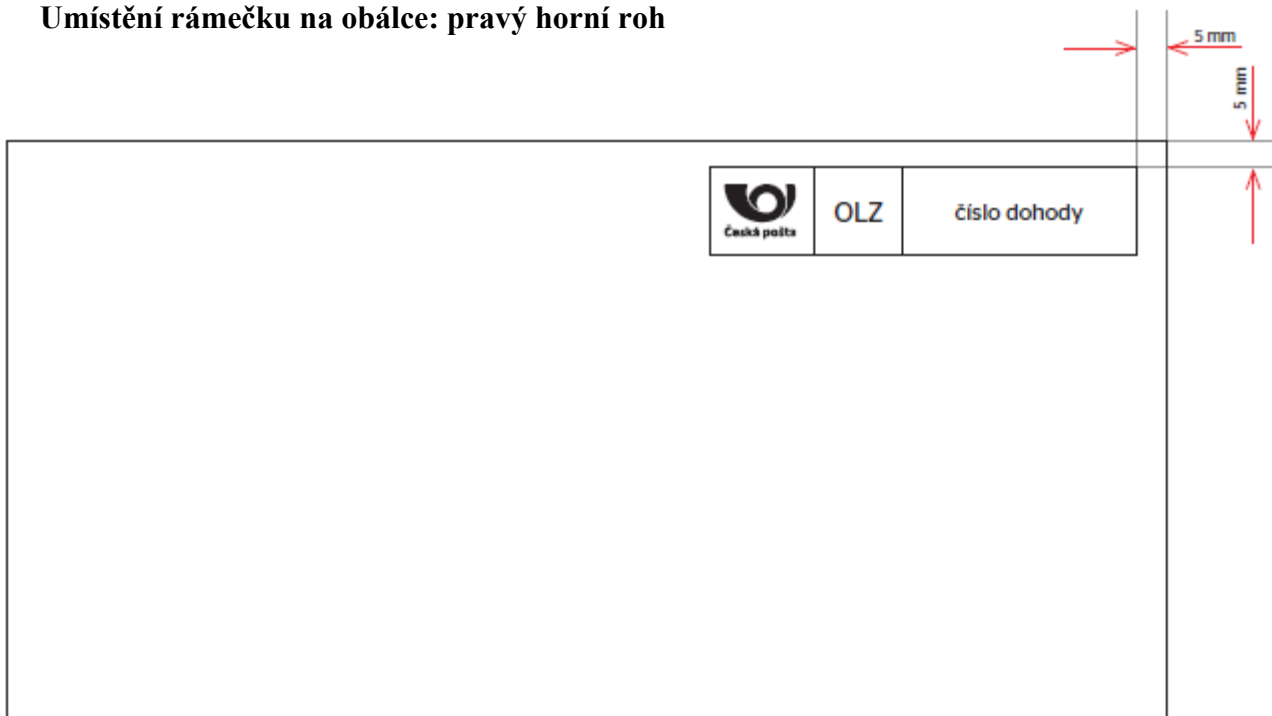 Umístění rámečku na obálce: pravý horní roh
5 mm
5 mm
Česká pošta
OLZ
číslo dohody